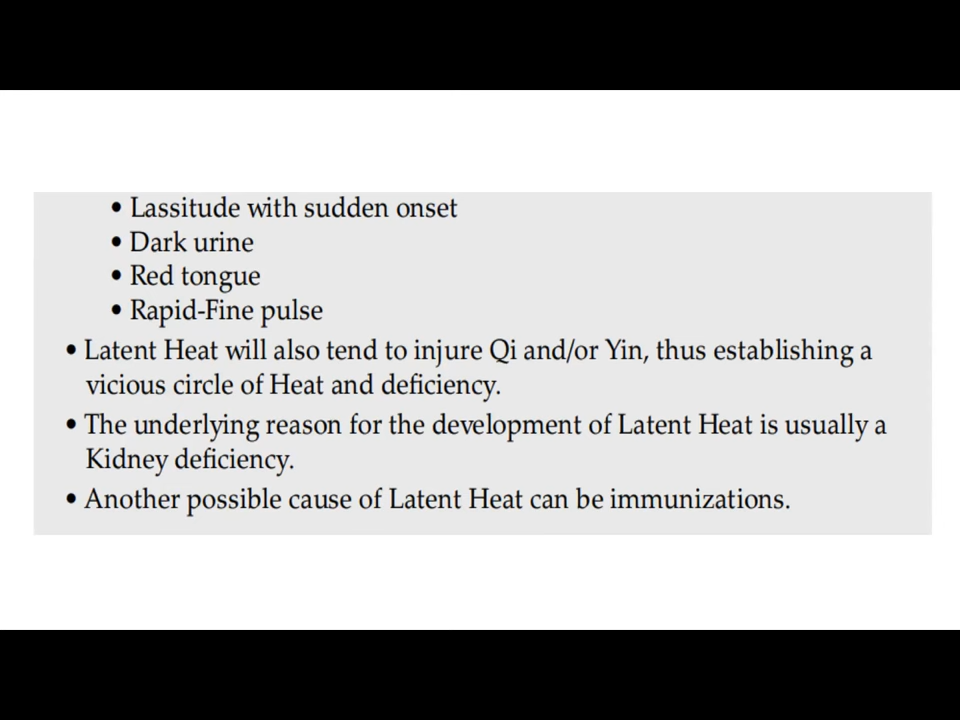 • Lassitude with sudden onset
• Dark urine
• Red tongue
• Rapid-Fine pulse
• Latent Heat will also tend to injure Qi and/or Yin, thus establishing a
vicious circle of Heat and deficiency.
• The underlying reason for the development of Latent Heat is usually a
Kidney deficiency.
• Another possible cause of Latent Heat can be immunizations.